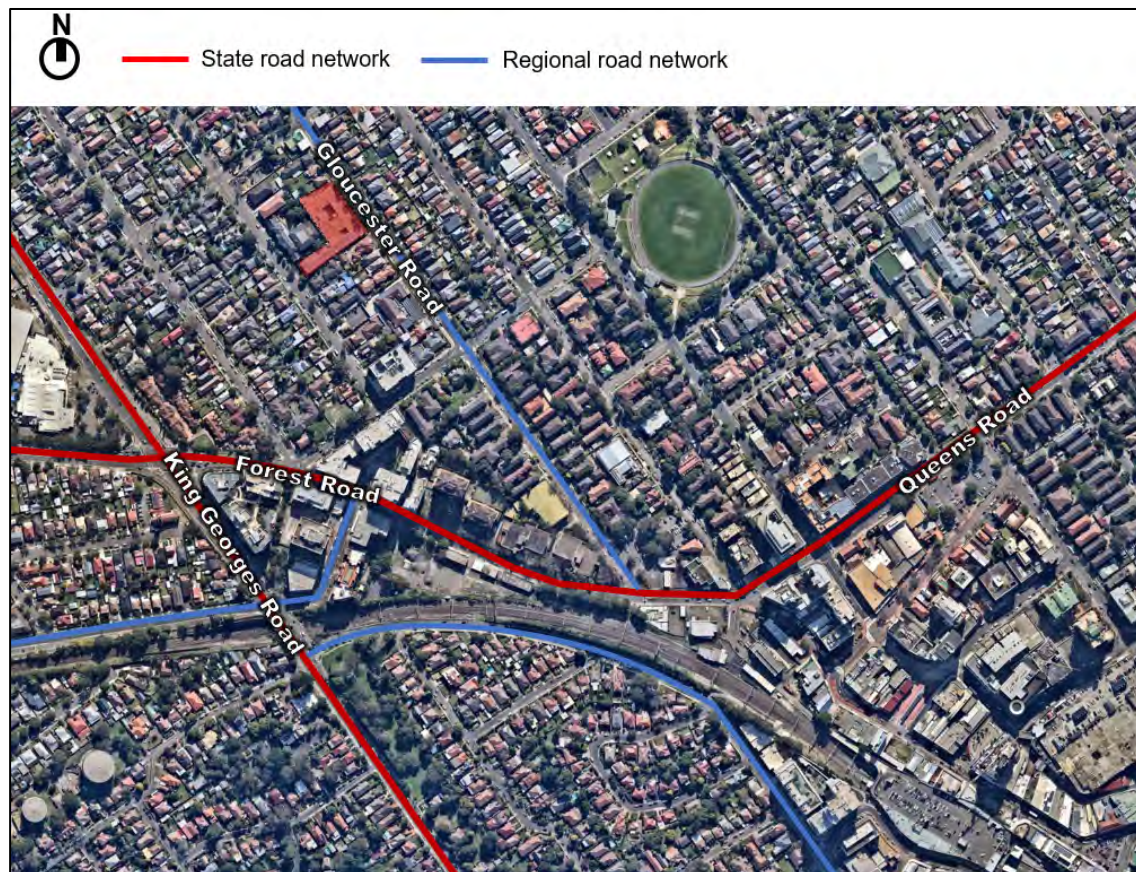 N
State road network
Regional road network
Gloucester Road
Forest Road
King Georges Road
Queens Road